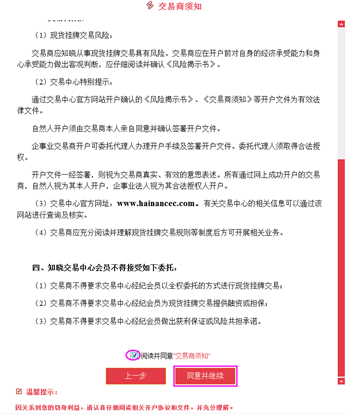 交易商须知
（1）现货挂牌交易风险：
交易商应知晓从事现货挂牌交易具有风险，交易商应在开户前对自身的经济承受能力和身
心承受能力做出客观判断，应仔细阅读并确认《风险揭示书》。
（2）交易中心特别提示：
通过交易中心官方网站开户确认的《风险揭示书》、《交易商须知》等开户文件为有效法
律文件。
自然人开户须由交易商本人亲自同意并确认签署开户文件。
企事业交易商开户可委托代理人办理开户手续及签署开户文件。委托代理人须取得合法授
权。
开户文件一经签署，则视为交易商真实、有效的意思表述。所有通过网上成功开户的交易
商，自然人视为其本人开户，企事业法人视为其合法授权人开户。
（3）交易中心官方网址：www.hainancec.com。有关交易中心的相关信息可以通过该
网站进行查询及核实。
（4）交易商应充分阅读并理解现货挂牌交易规则等制度后方可开展相关业务。
四、知晓交易中心会员不得接受如下委托：
（1）交易商不得要求交易中心经纪会员以全权委托的方式进行现货挂牌交易；
（2）交易商不得要求交易中心经纪会员为现货挂牌交易提供融资或担保；
（3）交易商不得要求交易中心经纪会员做出获利保证或风险共担承诺。
阅读并同意"交易商须知"
上一步 同意并继续
温馨提示：
因关系到您的切身利益，请认真仔细阅读相关开户协议和文件，并充分理解。